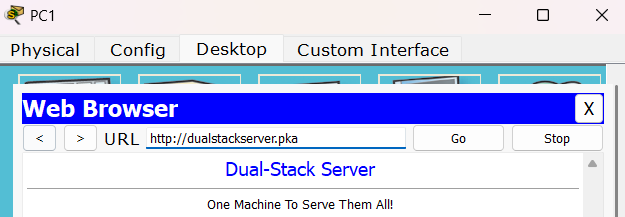 PC1
Physical Config Desktop Custom Interface
Web Browser X
< > URL http://dualstackserver.pka Go Stop
Dual-Stack Server
One Machine To Serve Them All!